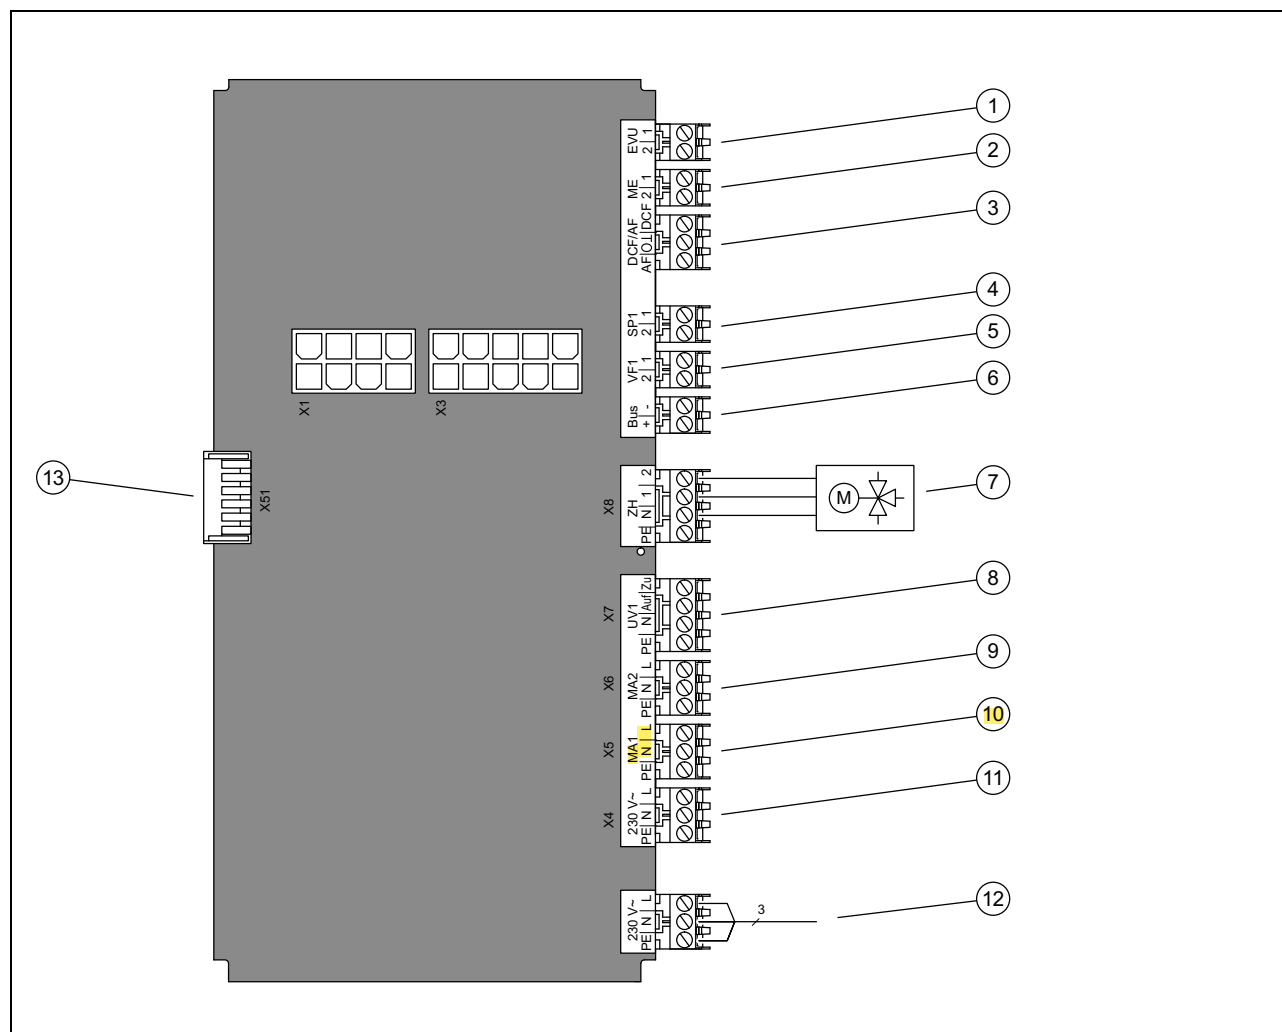 1
EVU
2 1
2
ME
2 1
3
DCF/AF
AF O⊥ DCF
4
SP1
2 1
5
VF1
2 1
6
Bus
+ -
X1
X3
13
X51
7
M
X8
ZH
PE N 1 2
8
X7
UV1
PE N Auf Zu
9
X6
MA2
PE N L
10
X5
MA1
PE N L
11
X4
230 V~
PE N L
12
3
230 V~
PE N L